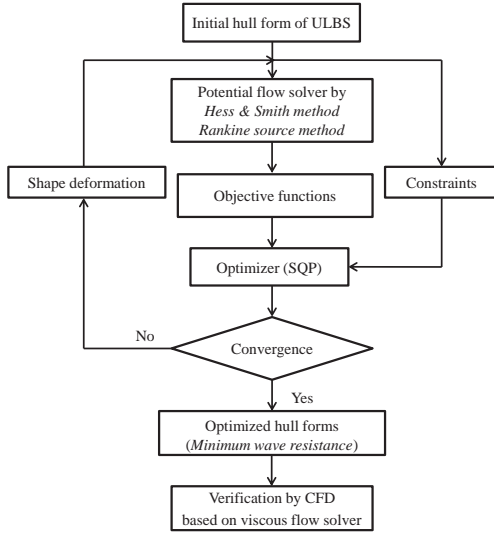 Initial hull form of ULBS
Potential flow solver by
Hess & Smith method
Rankine source method
Shape deformation
Objective functions
Constraints
Optimizer (SQP)
No
Convergence
Yes
Optimized hull forms
(Minimum wave resistance)
Verification by CFD
based on viscous flow solver